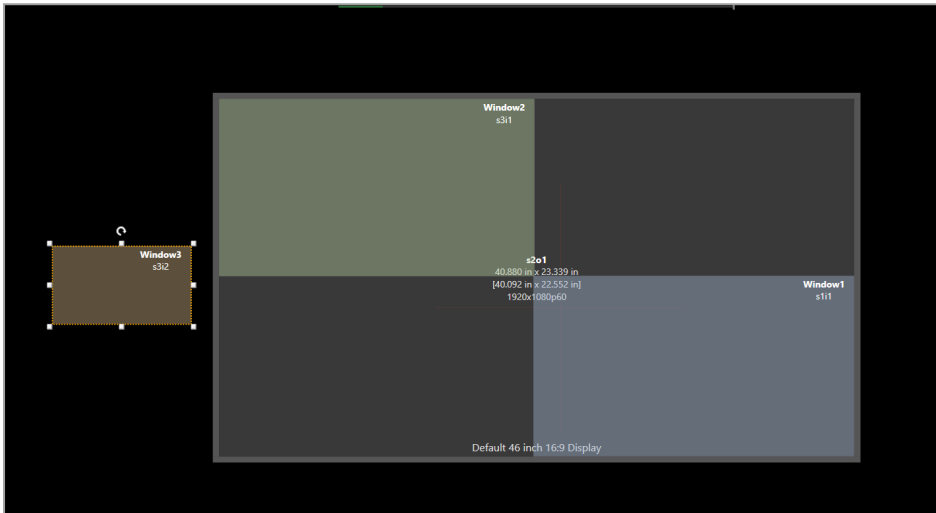 Window2
s3i1
Window3
s3i2
s2o1
40.880 in x 23.339 in
[40.092 in x 22.552 in]
1920x1080p60
Window1
s1i1
Default 46 inch 16:9 Display